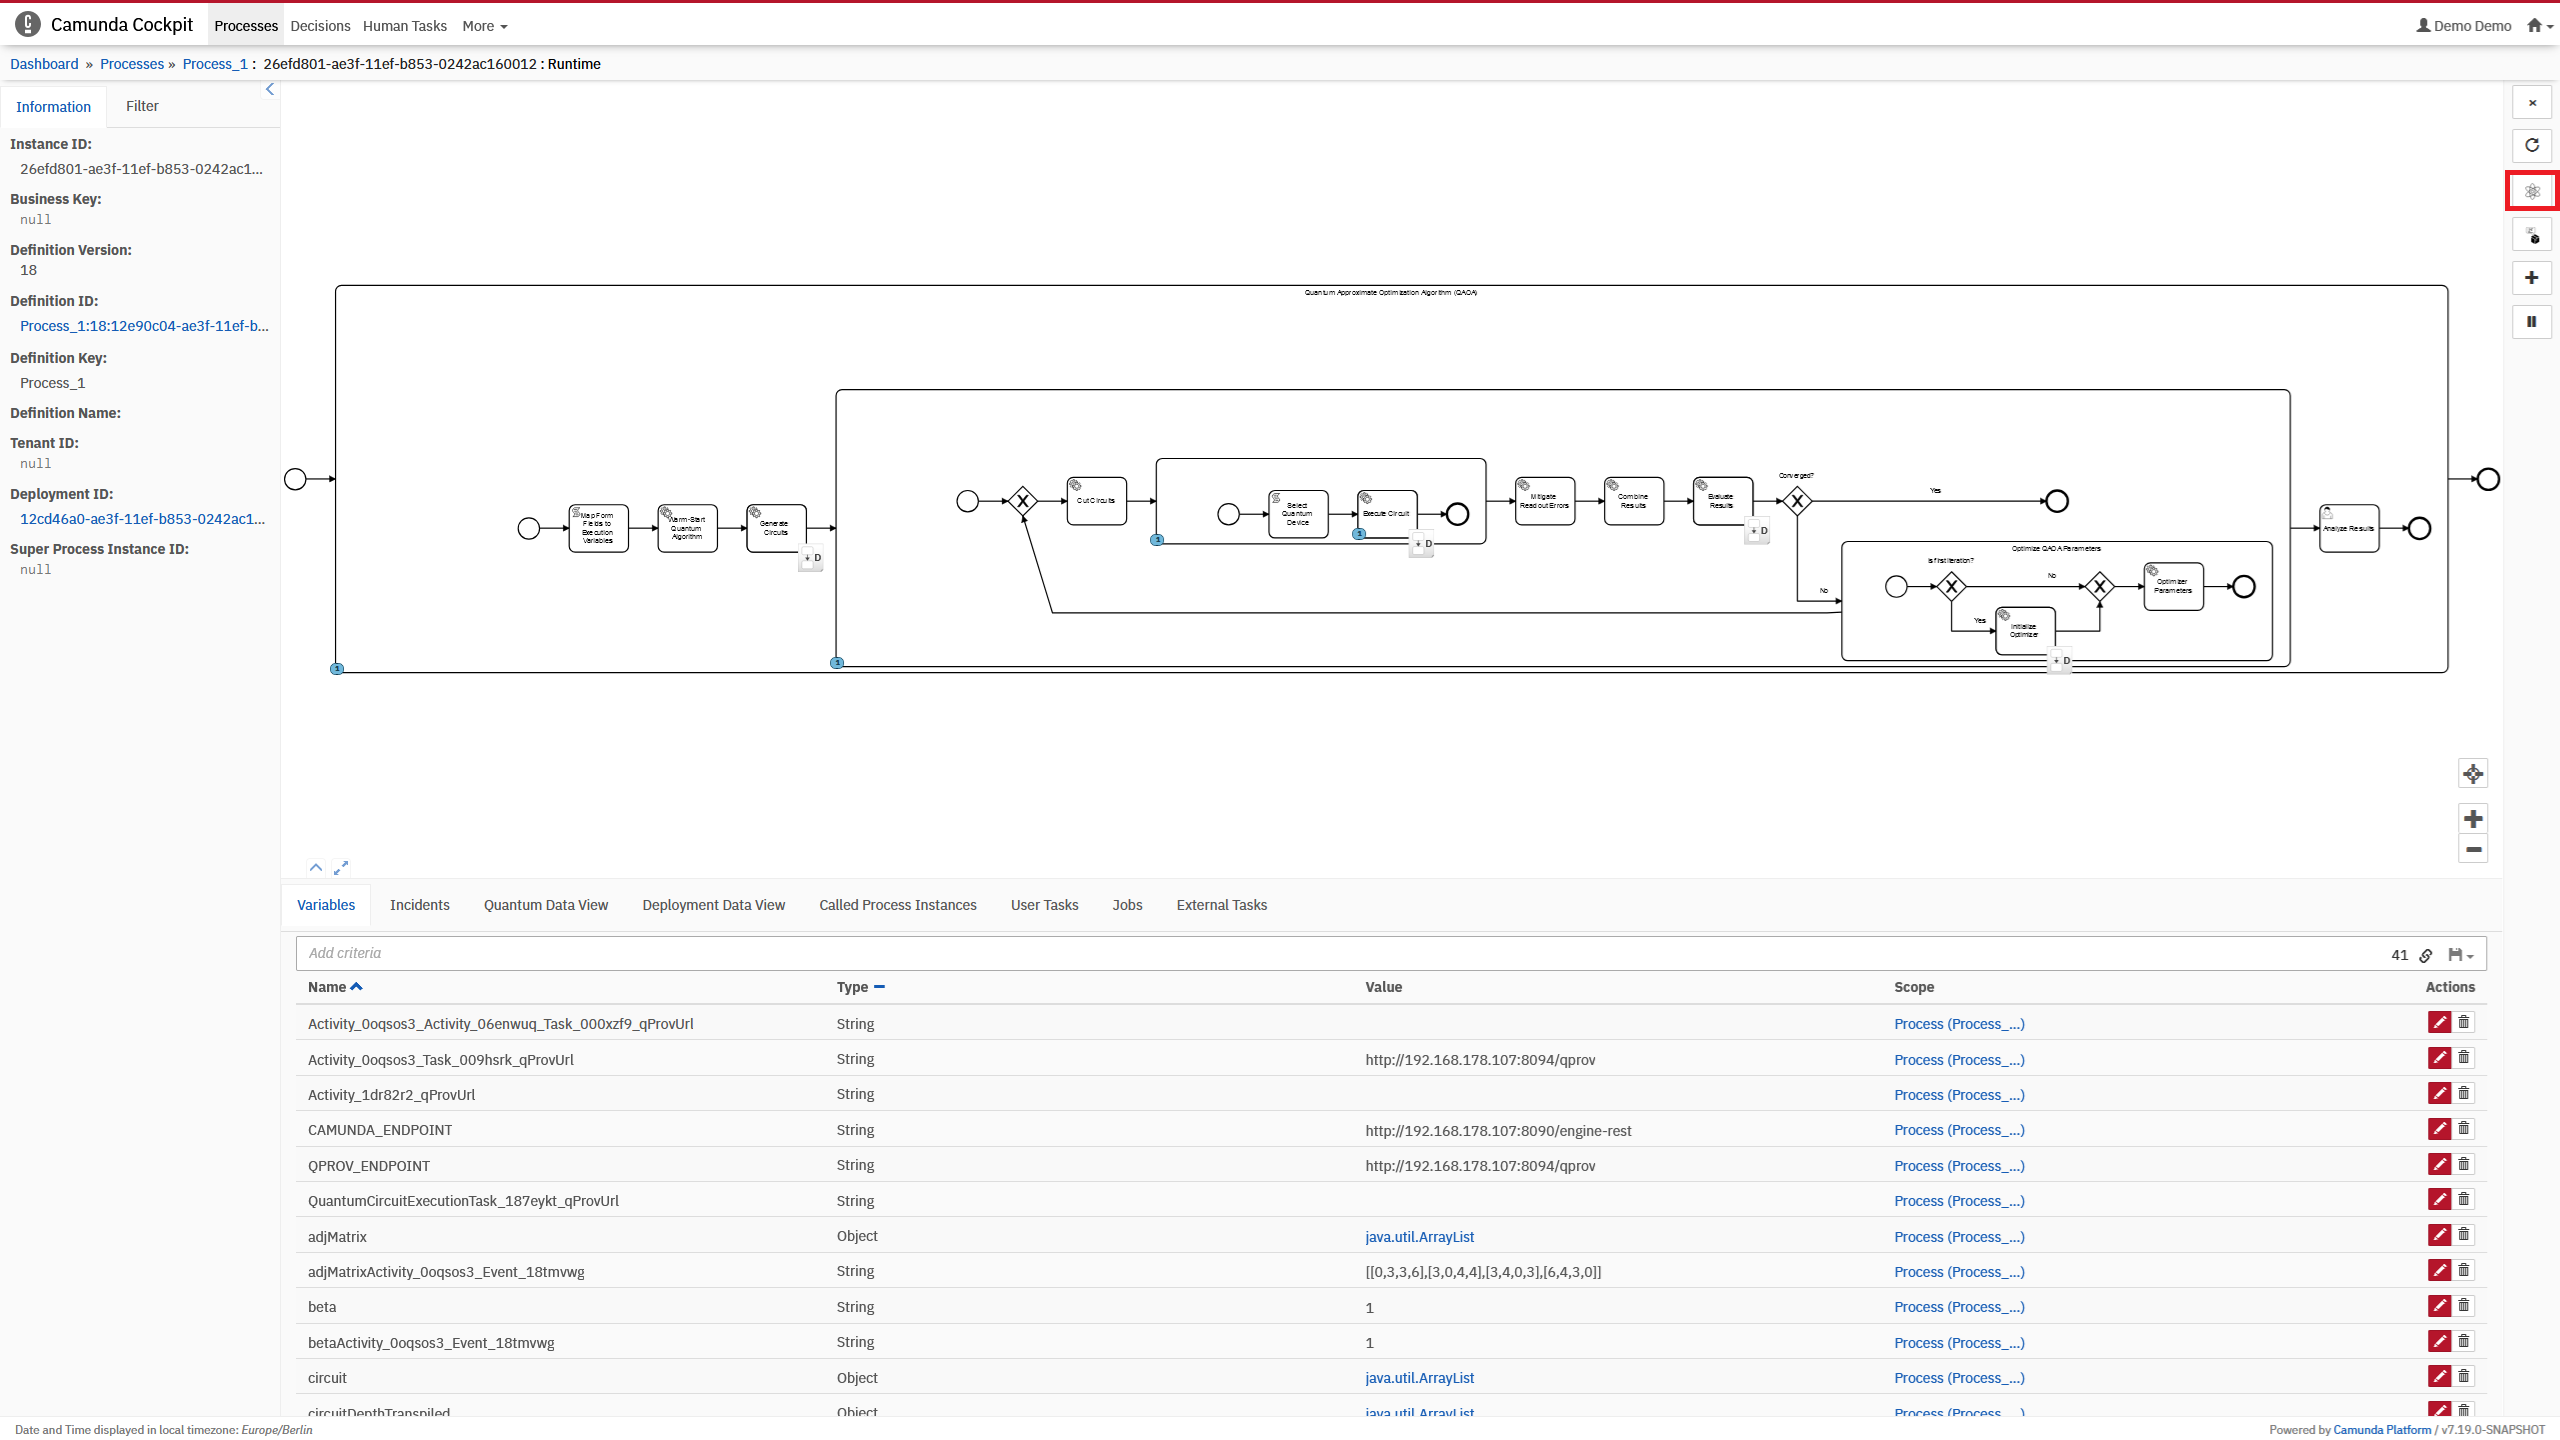 Camunda Cockpit Processes Decisions Human Tasks More Demo Demo
Dashboard » Processes » Process_1 : 26efd801-ae3f-11ef-b853-0242ac160012 : Runtime
Information Filter
Instance ID:
26efd801-ae3f-11ef-b853-0242ac1...
Business Key:
null
Definition Version:
18
Definition ID:
Process_1:18:12e90c04-ae3f-11ef-b...
Definition Key:
Process_1
Definition Name:
Tenant ID:
null
Deployment ID:
12cd46a0-ae3f-11ef-b853-0242ac1...
Super Process Instance ID:
null
Quantum Approximate Optimization Algorithm (QAOA)
Map Form
Fields to
Execution
Variables
Warm-Start
Quantum
Algorithm
Generate
Circuits
D
Cut Circuits
Select
Quantum
Device
Execute Circuit
D
1
1
Mitigate
Readout Errors
Combine
Results
Evaluate
Results
D
Converged?
Yes
No
Optimize QAOA Parameters
Is first iteration?
No
Yes
Initialize
Optimizer
D
Optimizer
Parameters
Analyze Results
1
1
Variables Incidents Quantum Data View Deployment Data View Called Process Instances User Tasks Jobs External Tasks
Add criteria 41
Name Type Value Scope Actions
Activity_0oqsos3_Activity_06enwuq_Task_000xzf9_qProvUrl String Process (Process_...)
Activity_0oqsos3_Task_009hsrk_qProvUrl String http://192.168.178.107:8094/qprov Process (Process_...)
Activity_1dr82r2_qProvUrl String Process (Process_...)
CAMUNDA_ENDPOINT String http://192.168.178.107:8090/engine-rest Process (Process_...)
QPROV_ENDPOINT String http://192.168.178.107:8094/qprov Process (Process_...)
QuantumCircuitExecutionTask_187eykt_qProvUrl String Process (Process_...)
adjMatrix Object java.util.ArrayList Process (Process_...)
adjMatrixActivity_0oqsos3_Event_18tmvwg String [[0,3,3,6],[3,0,4,4],[3,4,0,3],[6,4,3,0]] Process (Process_...)
beta String 1 Process (Process_...)
betaActivity_0oqsos3_Event_18tmvwg String 1 Process (Process_...)
circuit Object java.util.ArrayList Process (Process_...)
circuitDepthTranspiled Object java.util.ArrayList Process (Process_...)
Date and Time displayed in local timezone: Europe/Berlin Powered by Camunda Platform / v7.19.0-SNAPSHOT